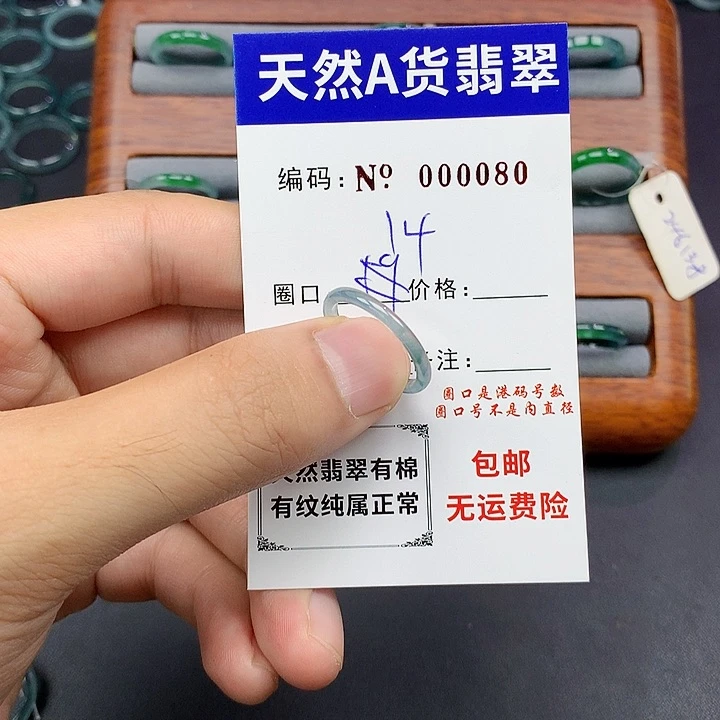 天然A货翡翠
编码：Nº 000080
14
圈口 价格：
注：
圈口是港码号数
圈口号不是内直径
天然翡翠有棉
有纹纯属正常
包邮
无运费险